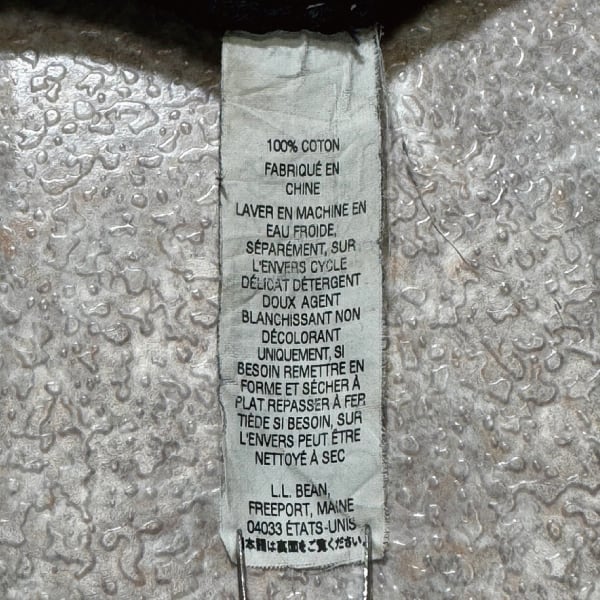 100% COTON
FABRIQUÉ EN
CHINE
LAVER EN MACHINE EN
EAU FROIDE,
SÉPARÉMENT, SUR
L'ENVERS CYCLE
DÉLICAT DÉTERGENT
DOUX AGENT
BLANCHISSANT NON
DÉCOLORANT
UNIQUEMENT, SI
BESOIN REMETTRE EN
FORME ET SÉCHER À
PLAT REPASSER À FER
TIÈDE SI BESOIN, SUR
L'ENVERS PEUT ÊTRE
NETTOYÉ À SEC
L.L. BEAN,
FREEPORT, MAINE
04033 ÉTATS-UNIS
日本語は裏面をご覧ください。